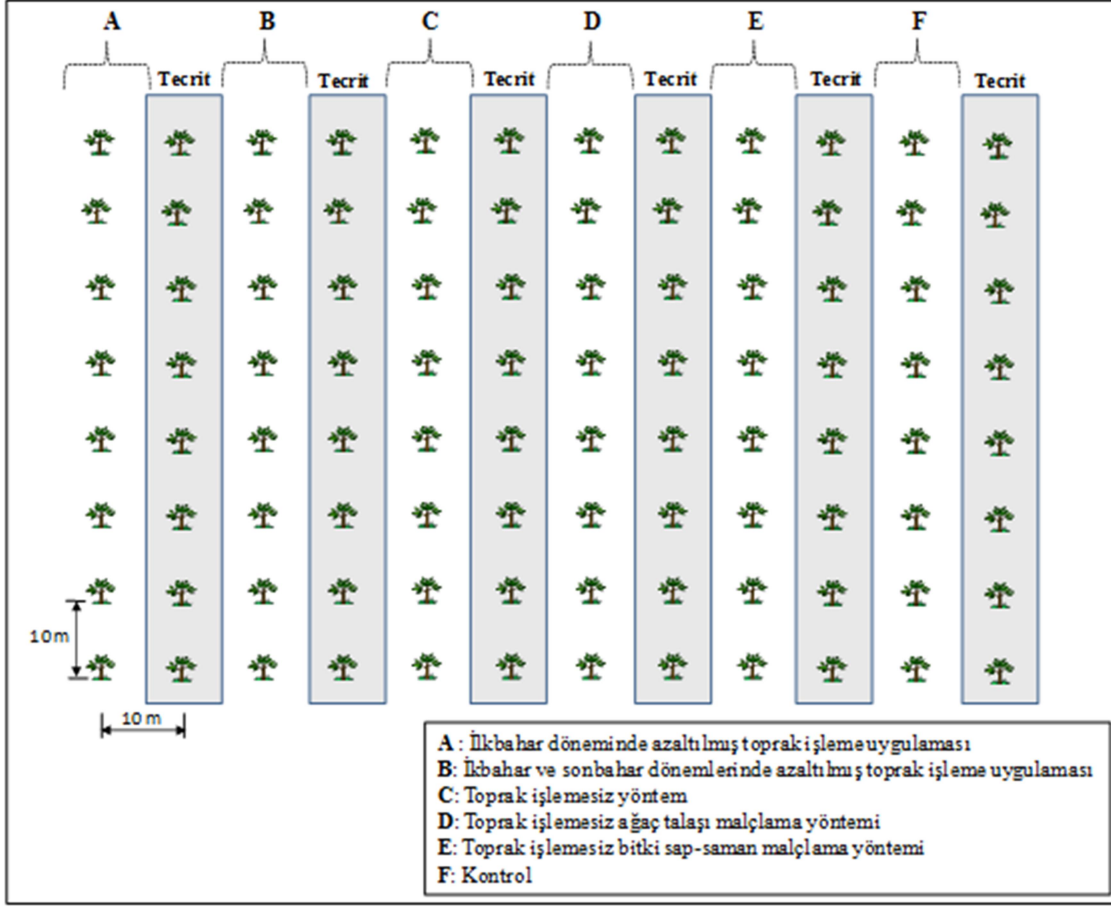 A B C D E F
Tecrit Tecrit Tecrit Tecrit Tecrit Tecrit
10 m
10 m
A : İlkbahar döneminde azaltılmış toprak işleme uygulaması
B: İkbahar ve sonbahar dönemlerinde azaltılmış toprak işleme uygulaması
C: Toprak işlemesiz yöntem
D: Toprak işlemesiz ağaç talaşı malçlama yöntemi
E: Toprak işlemesiz bitki sap-saman malçlama yöntemi
F: Kontrol